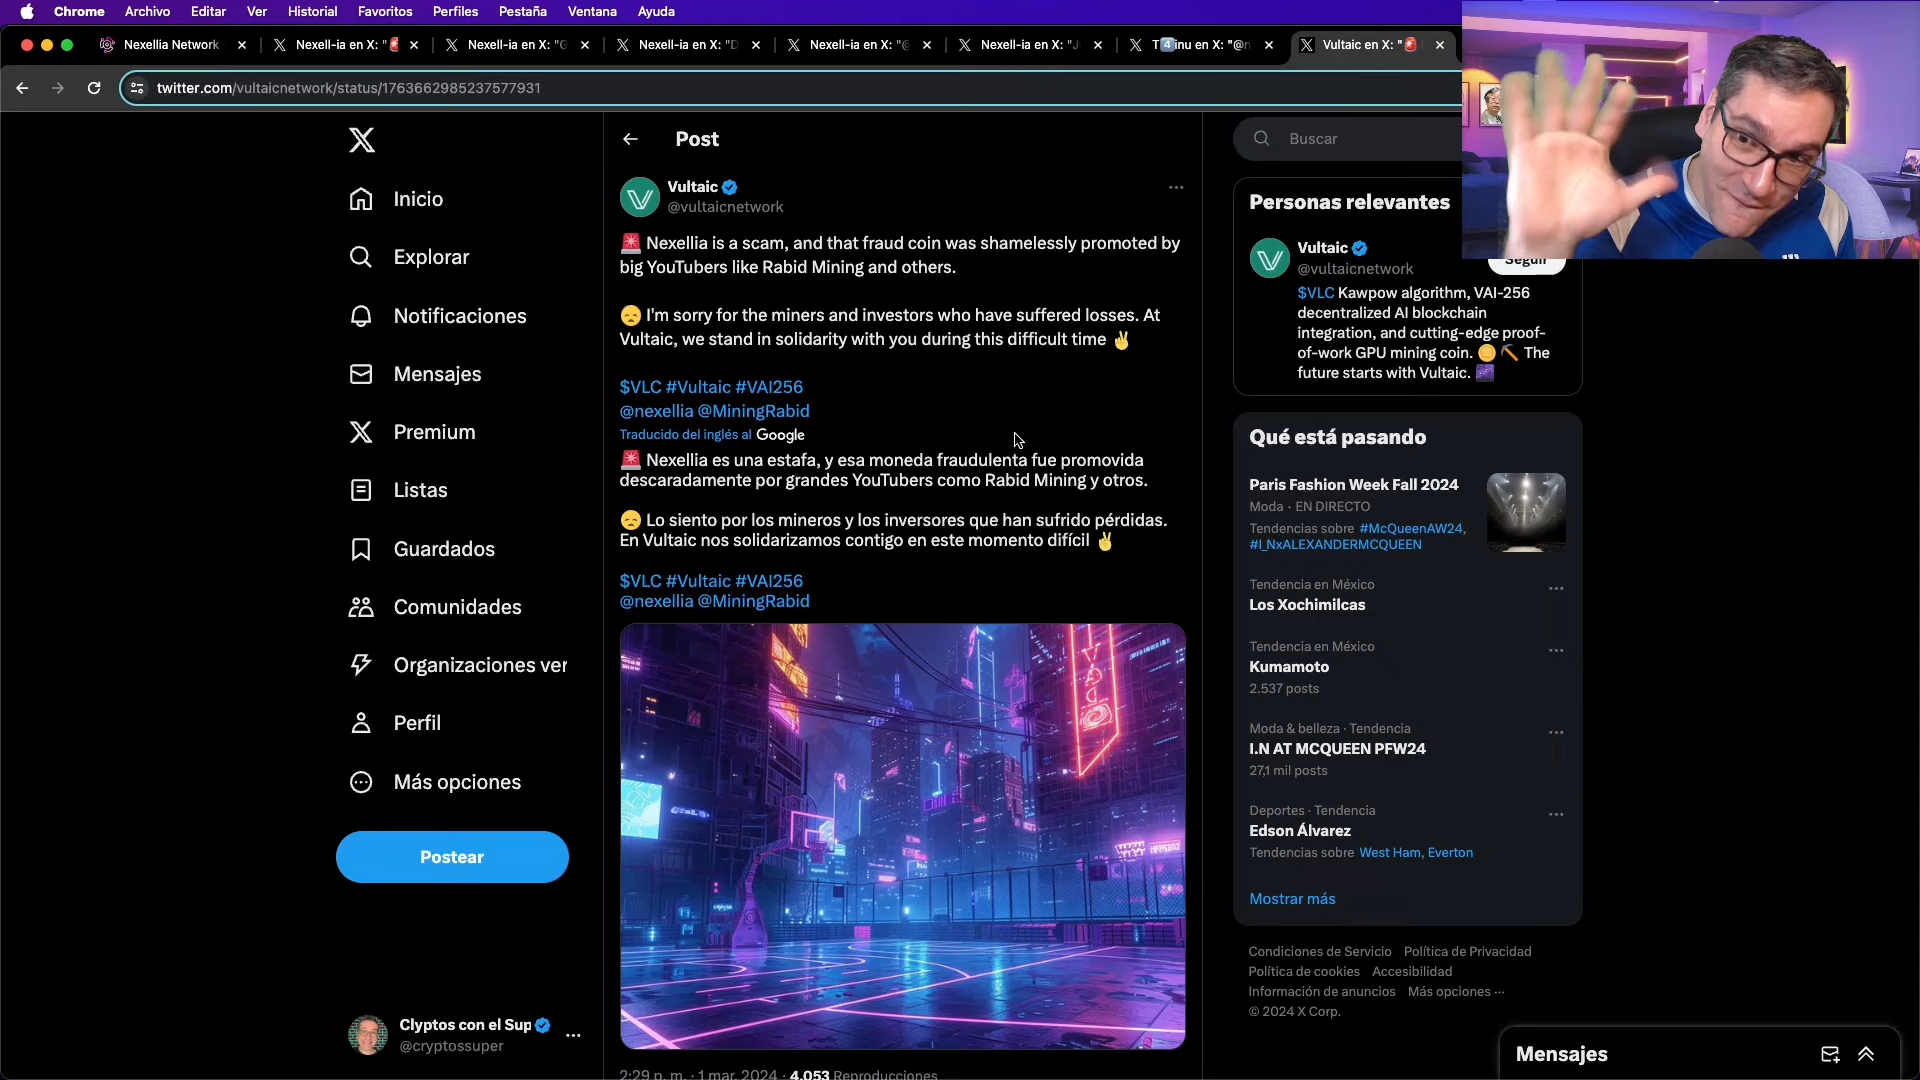 Chrome Archivo Editar Ver Historial Favoritos Perfiles Pestaña Ventana Ayuda
Nexellia Network
Nexell-ia en X: "🚨
Nexell-ia en X: "G
Nexell-ia en X: "D
Nexell-ia en X: "@
Nexell-ia en X: "J
T4️⃣inu en X: "@n
Vultaic en X: "🚨
twitter.com/vultaicnetwork/status/1763662985237577931
Inicio
Explorar
Notificaciones
Mensajes
Premium
Listas
Guardados
Comunidades
Organizaciones ver
Perfil
Más opciones
Postear
Clyptos con el Sup
@cryptossuper
Post
Vultaic
@vultaicnetwork
🚨 Nexellia is a scam, and that fraud coin was shamelessly promoted by
big YouTubers like Rabid Mining and others.
😞 I'm sorry for the miners and investors who have suffered losses. At
Vultaic, we stand in solidarity with you during this difficult time ✌️
$VLC #Vultaic #VAI256
@nexellia @MiningRabid
Traducido del inglés al Google
🚨 Nexellia es una estafa, y esa moneda fraudulenta fue promovida
descaradamente por grandes YouTubers como Rabid Mining y otros.
😞 Lo siento por los mineros y los inversores que han sufrido pérdidas.
En Vultaic nos solidarizamos contigo en este momento difícil ✌️
$VLC #Vultaic #VAI256
@nexellia @MiningRabid
2:29 p. m. · 1 mar. 2024 · 4.053 Reproducciones
Buscar
Personas relevantes
Vultaic
@vultaicnetwork
Seguir
$VLC Kawpow algorithm, VAI-256
decentralized AI blockchain
integration, and cutting-edge proof-
of-work GPU mining coin. 🪙⛏️ The
future starts with Vultaic. 🌌
Qué está pasando
Paris Fashion Week Fall 2024
Moda · EN DIRECTO
Tendencias sobre #McQueenAW24,
#I_NxALEXANDERMCQUEEN
Tendencia en México
Los Xochimilcas
Tendencia en México
Kumamoto
2.537 posts
Moda & belleza · Tendencia
I.N AT MCQUEEN PFW24
27,1 mil posts
Deportes · Tendencia
Edson Álvarez
Tendencias sobre West Ham, Everton
Mostrar más
Condiciones de Servicio Política de Privacidad
Política de cookies Accesibilidad
Información de anuncios Más opciones ···
© 2024 X Corp.
Mensajes